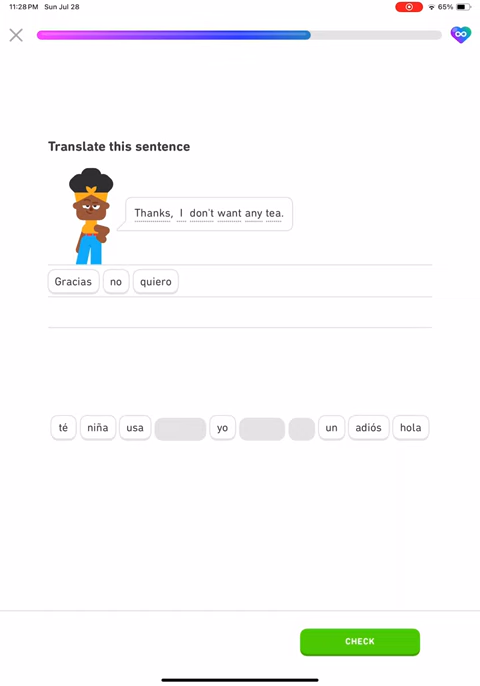 11:28 PM Sun Jul 28 65%
Translate this sentence
Thanks, I don't want any tea.
Gracias no quiero
té niña usa yo un adiós hola
CHECK